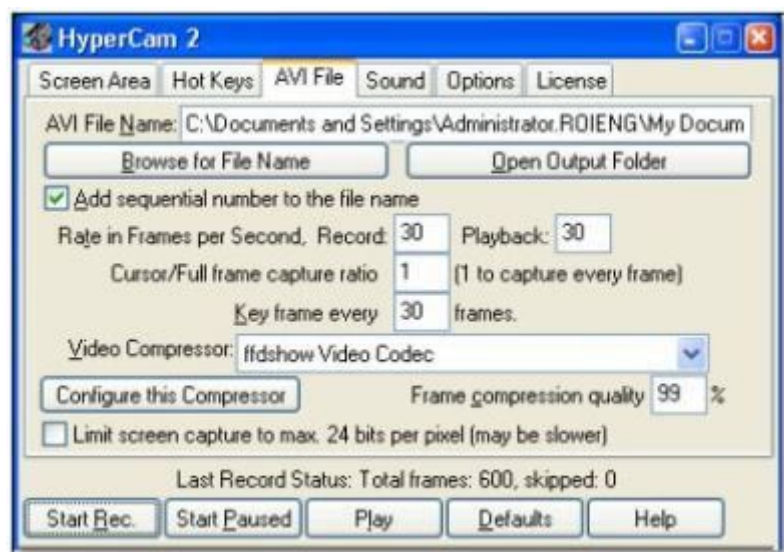 HyperCam 2
Screen Area Hot Keys AVI File Sound Options License
AVI File Name: C:\Documents and Settings\Administrator.ROIENG\My Docum
Browse for File Name Open Output Folder
Add sequential number to the file name
Rate in Frames per Second, Record: 30 Playback: 30
Cursor/Full frame capture ratio 1 (1 to capture every frame)
Key frame every 30 frames.
Video Compressor: ffdshow Video Codec
Configure this Compressor Frame compression quality 99 %
Limit screen capture to max. 24 bits per pixel (may be slower)
Last Record Status: Total frames: 600, skipped: 0
Start Rec. Start Paused Play Defaults Help